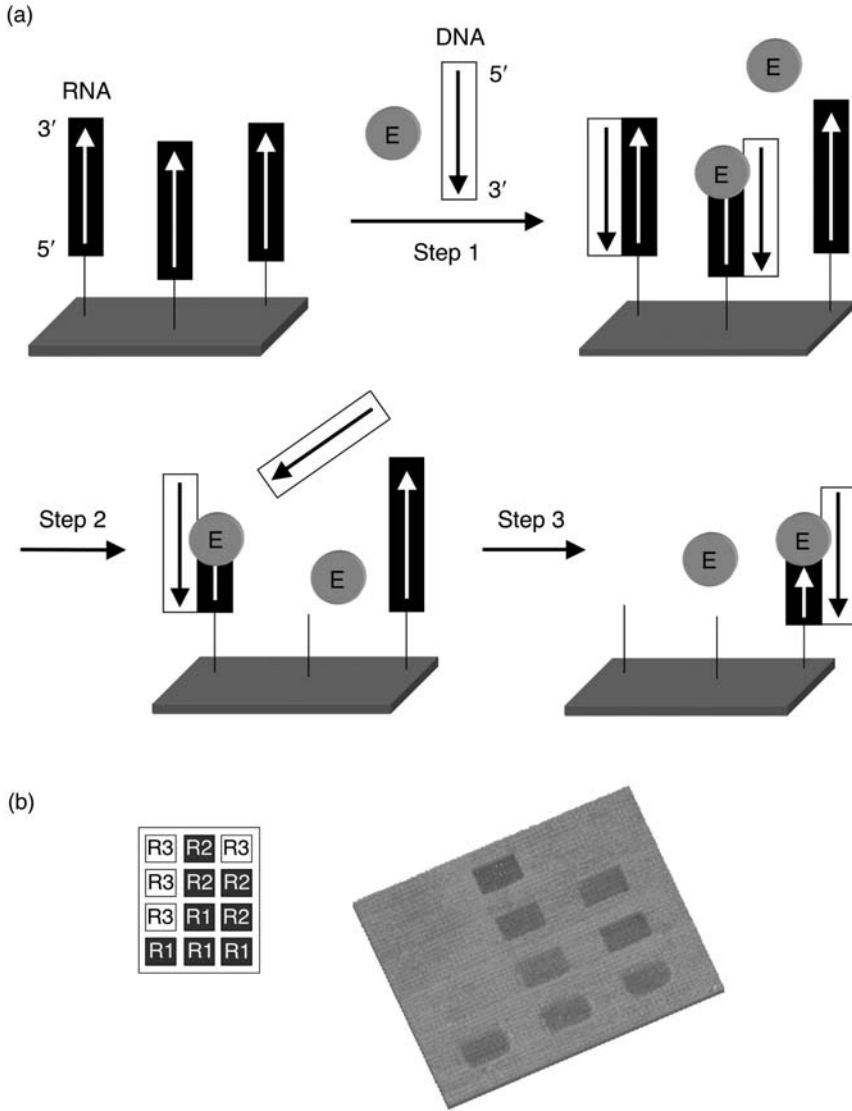 (a)
RNA
3′
5′
E
DNA
5′
3′
Step 1
E
E
Step 2
E
E
Step 3
E
E
(b)
R3 R2 R3
R3 R2 R2
R3 R1 R2
R1 R1 R1